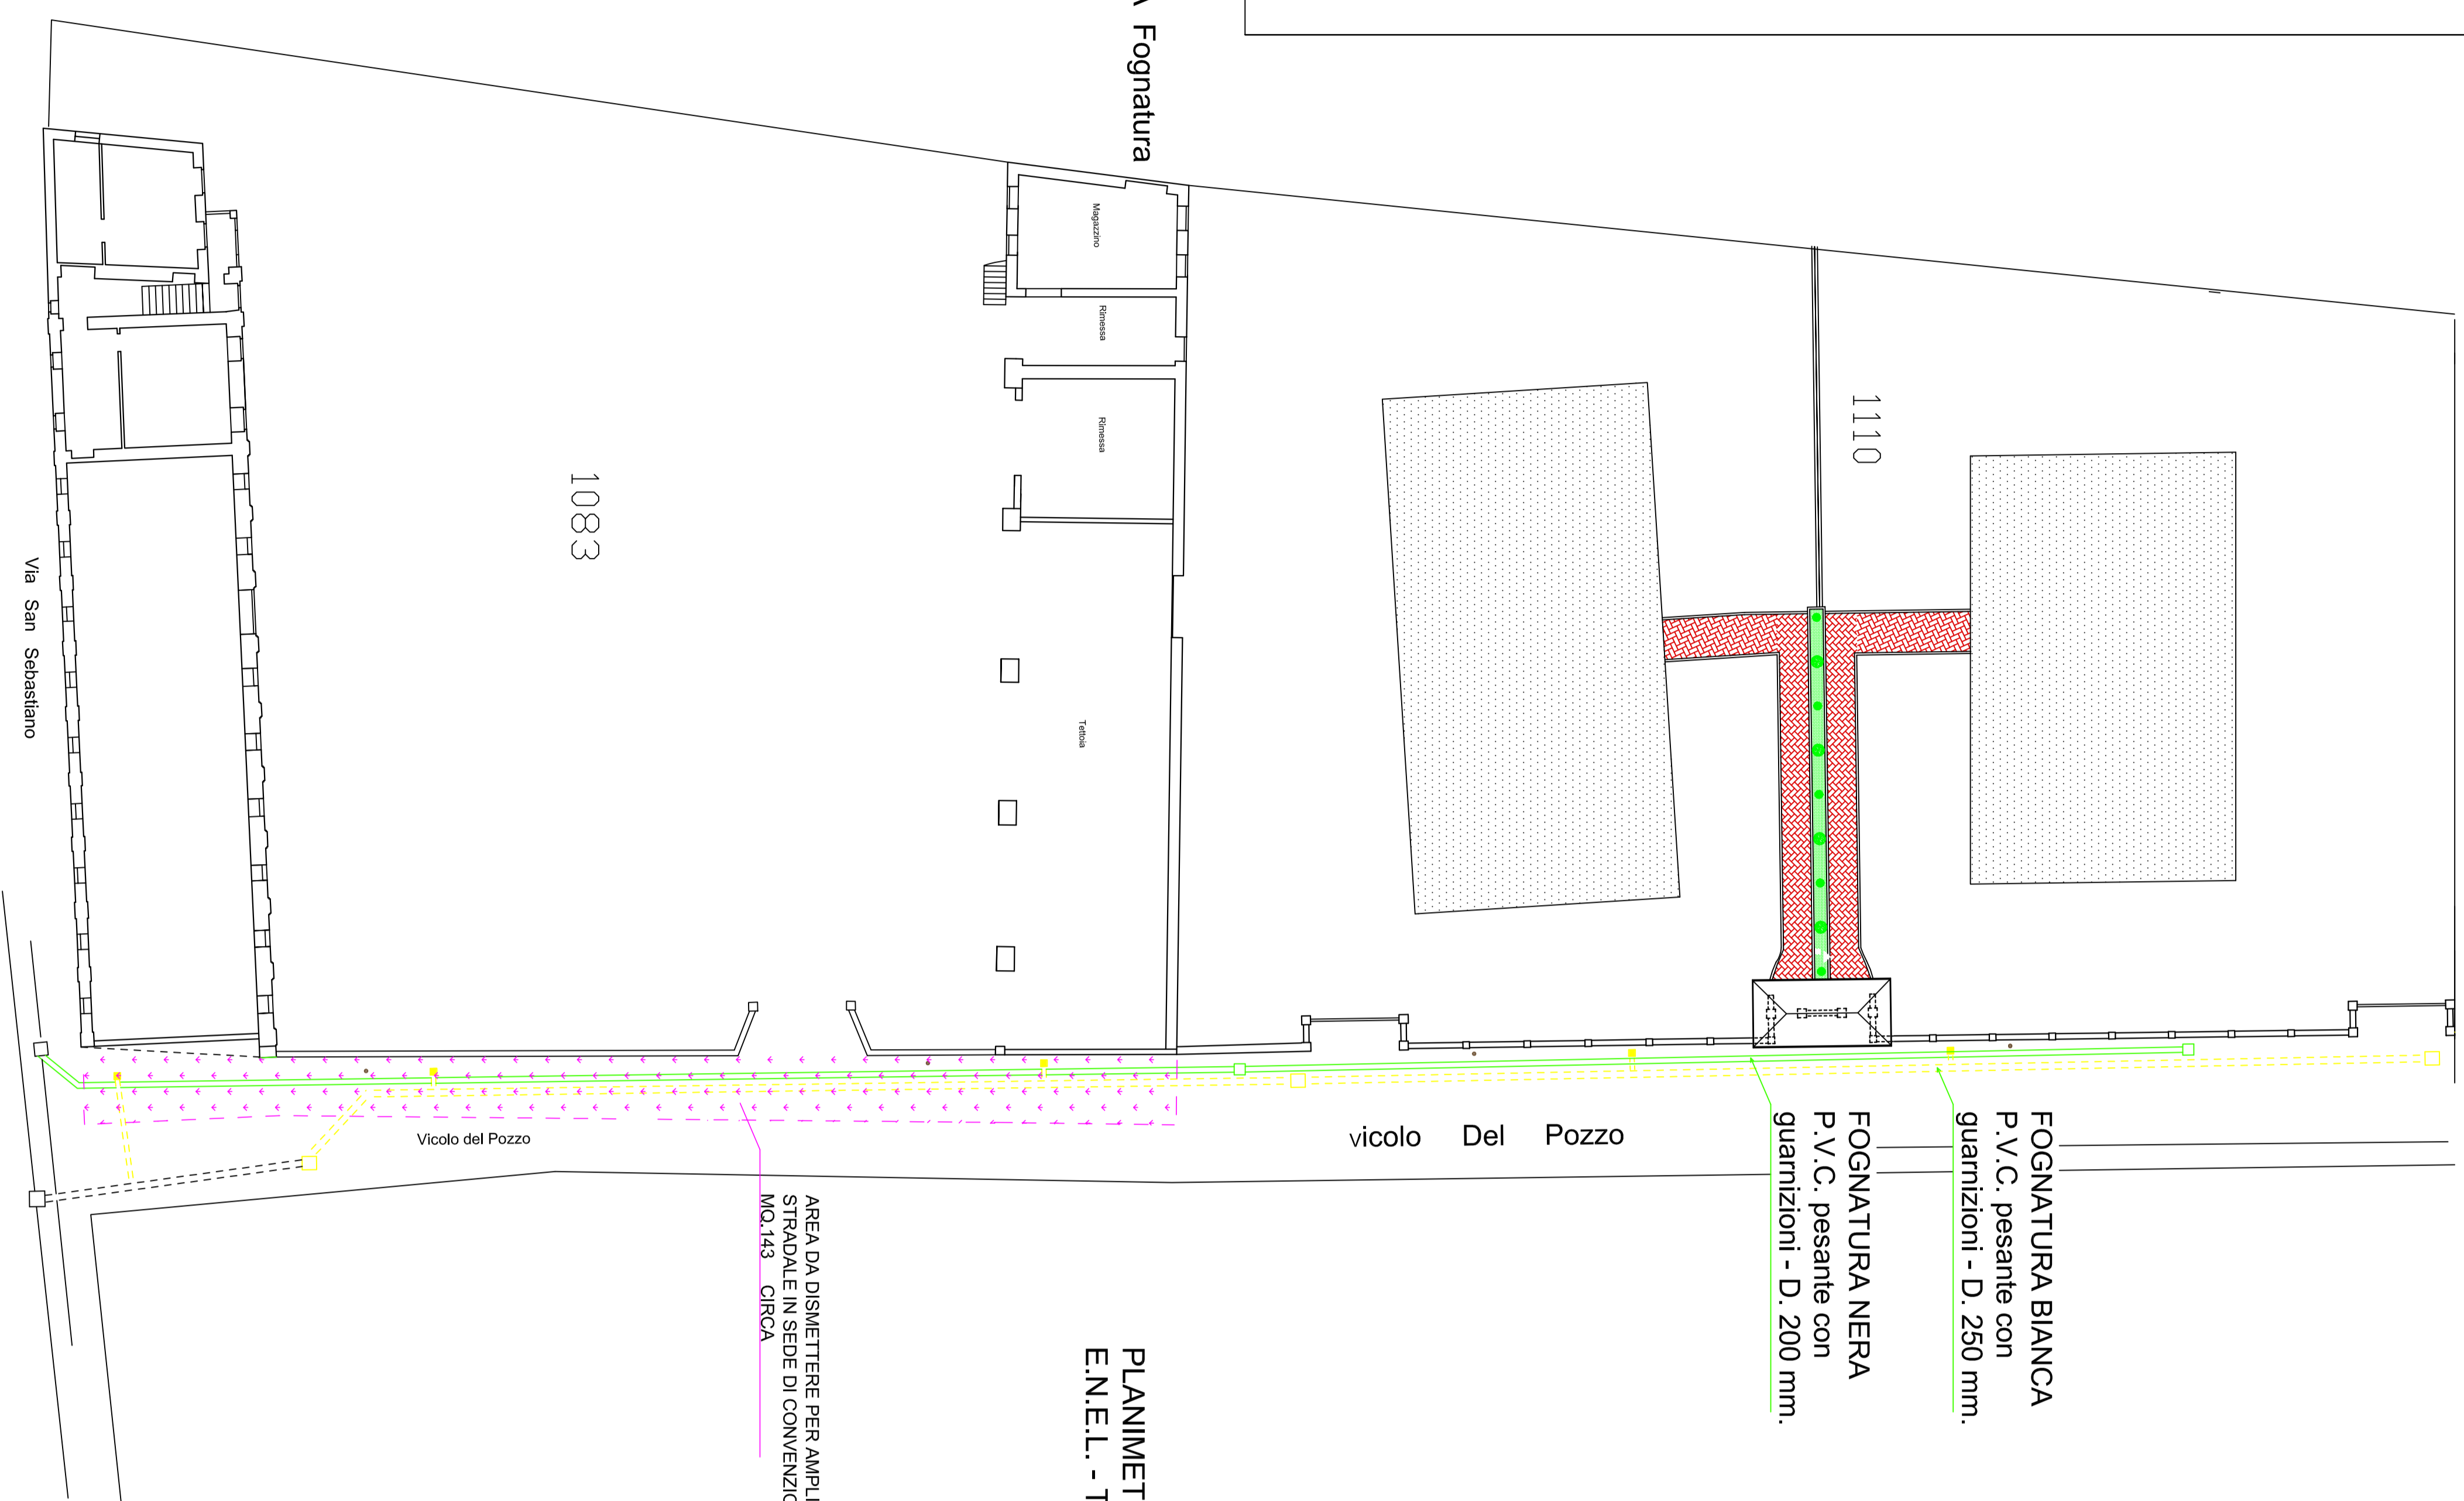 Fognatura
Magazzino
Rimessa
Rimessa
Tettoia
1110
1083
Via San Sebastiano
Vicolo del Pozzo
vicolo Del Pozzo
FOGNATURA BIANCA
P.V.C. pesante con
guarnizioni - D. 250 mm.
FOGNATURA NERA
P.V.C. pesante con
guarnizioni - D. 200 mm.
AREA DA DISMETTERE PER AMPLI
STRADALE IN SEDE DI CONVENZIO
MQ.143 CIRCA
PLANIMET
E.N.E.L. - T